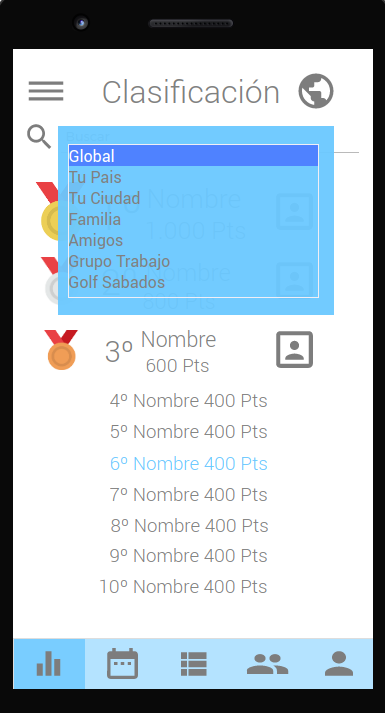 Clasificación
Buscar
Global
Tu Pais
Tu Ciudad
Familia
Amigos
Grupo Trabajo
Golf Sabados
Nombre
1.000 Pts
Nombre
800 Pts
3º Nombre
600 Pts
4º Nombre 400 Pts
5º Nombre 400 Pts
6º Nombre 400 Pts
7º Nombre 400 Pts
8º Nombre 400 Pts
9º Nombre 400 Pts
10º Nombre 400 Pts